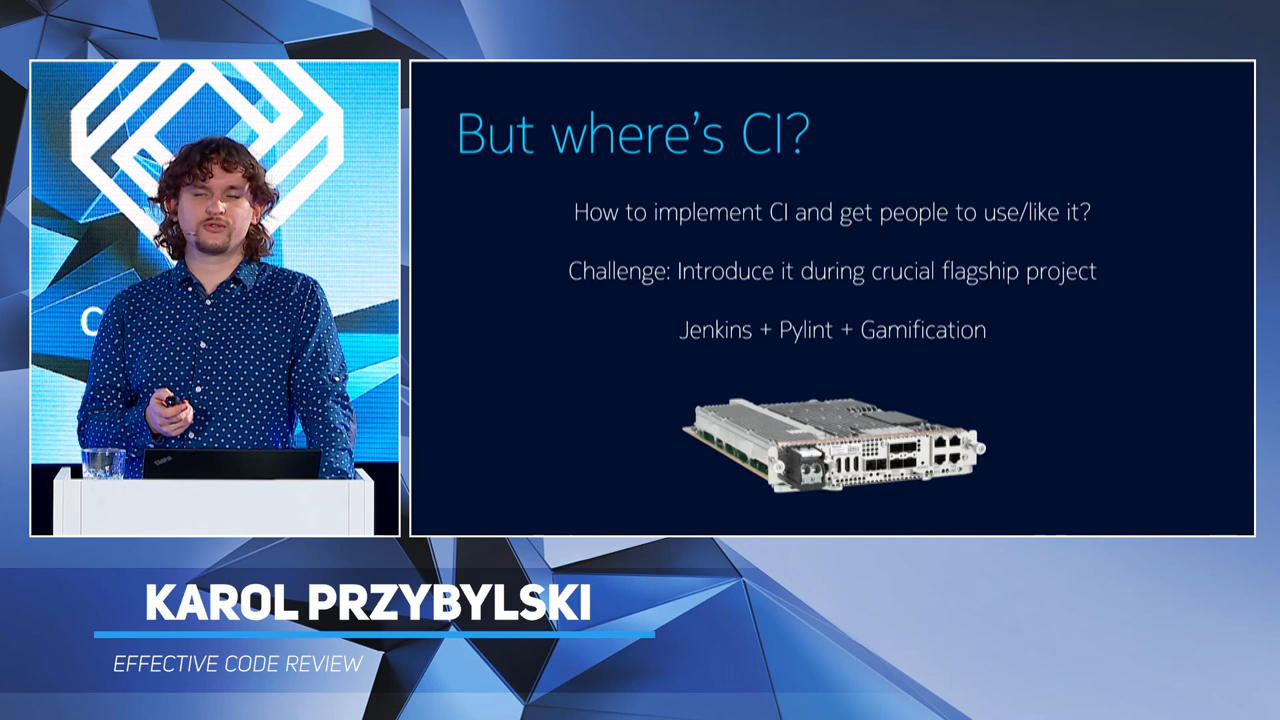 But where's CI?
How to implement CI and get people to use/like it?
Challenge: Introduce it during crucial flagship project
Jenkins + Pylint + Gamification
KAROL PRZYBYLSKI
EFFECTIVE CODE REVIEW